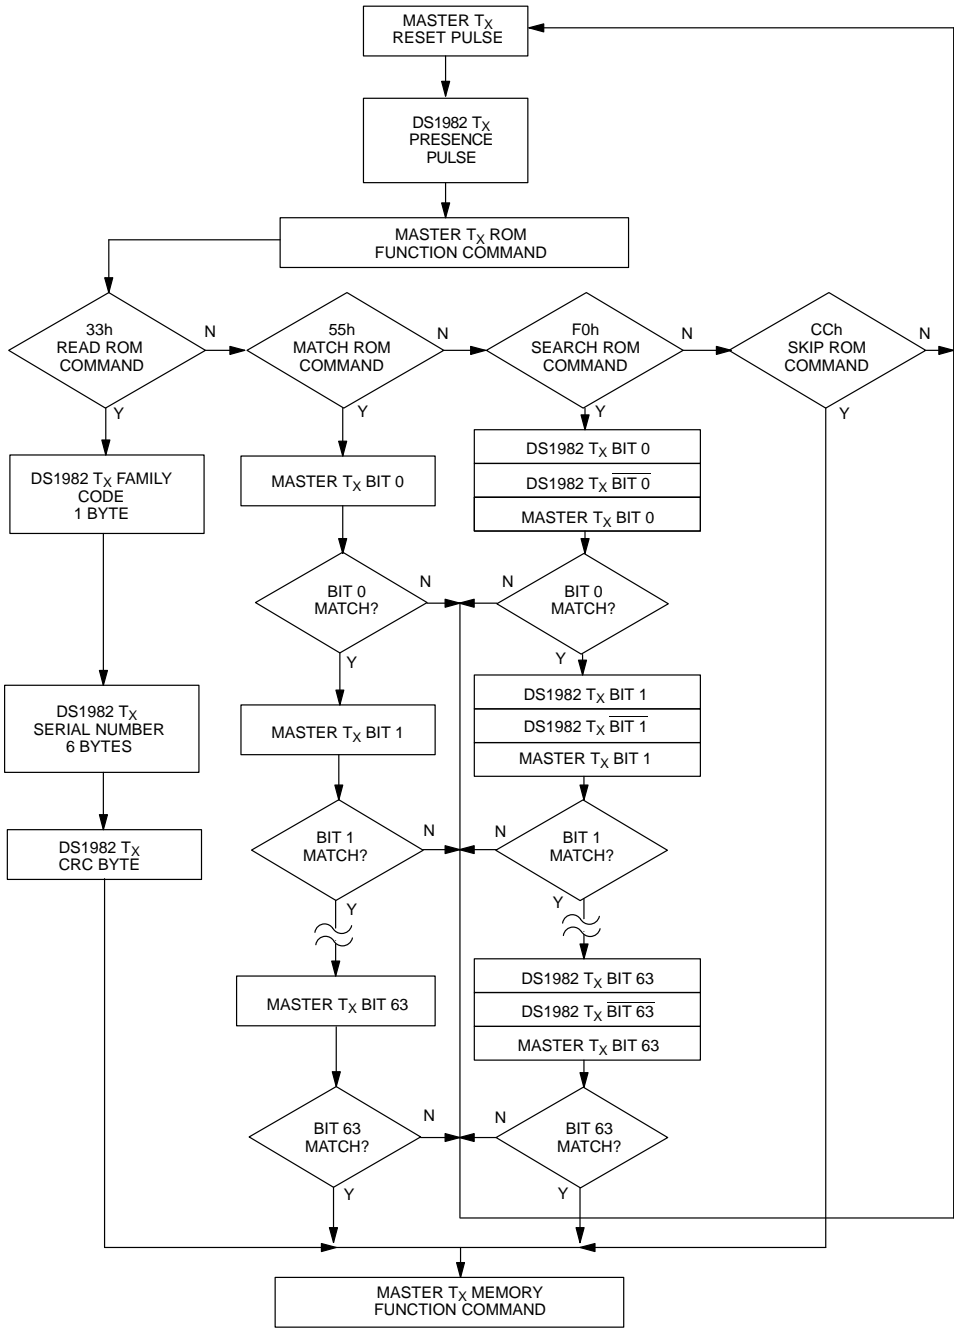 MASTER TX
RESET PULSE
DS1982 TX
PRESENCE
PULSE
MASTER TX ROM
FUNCTION COMMAND
33h
READ ROM
COMMAND
N
Y
55h
MATCH ROM
COMMAND
N
Y
F0h
SEARCH ROM
COMMAND
N
Y
CCh
SKIP ROM
COMMAND
N
Y
DS1982 TX FAMILY
CODE
1 BYTE
MASTER TX BIT 0
DS1982 TX BIT 0
DS1982 TX B̅I̅T̅ ̅0̅
MASTER TX BIT 0
BIT 0
MATCH?
N
Y
BIT 0
MATCH?
N
Y
DS1982 TX
SERIAL NUMBER
6 BYTES
MASTER TX BIT 1
DS1982 TX BIT 1
DS1982 TX B̅I̅T̅ ̅1̅
MASTER TX BIT 1
DS1982 TX
CRC BYTE
BIT 1
MATCH?
N
Y
BIT 1
MATCH?
N
Y
MASTER TX BIT 63
DS1982 TX BIT 63
DS1982 TX B̅I̅T̅ ̅6̅3̅
MASTER TX BIT 63
BIT 63
MATCH?
N
Y
BIT 63
MATCH?
N
Y
MASTER TX MEMORY
FUNCTION COMMAND